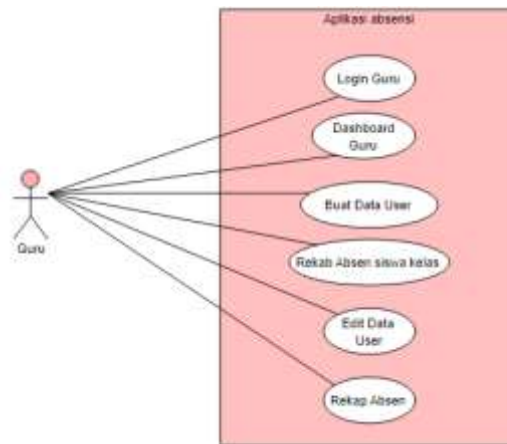 Aplikasi absensi
Login Guru
Dashboard
Guru
Buat Data User
Rekab Absen siswa kelas
Edit Data
User
Rekap Absen
Guru